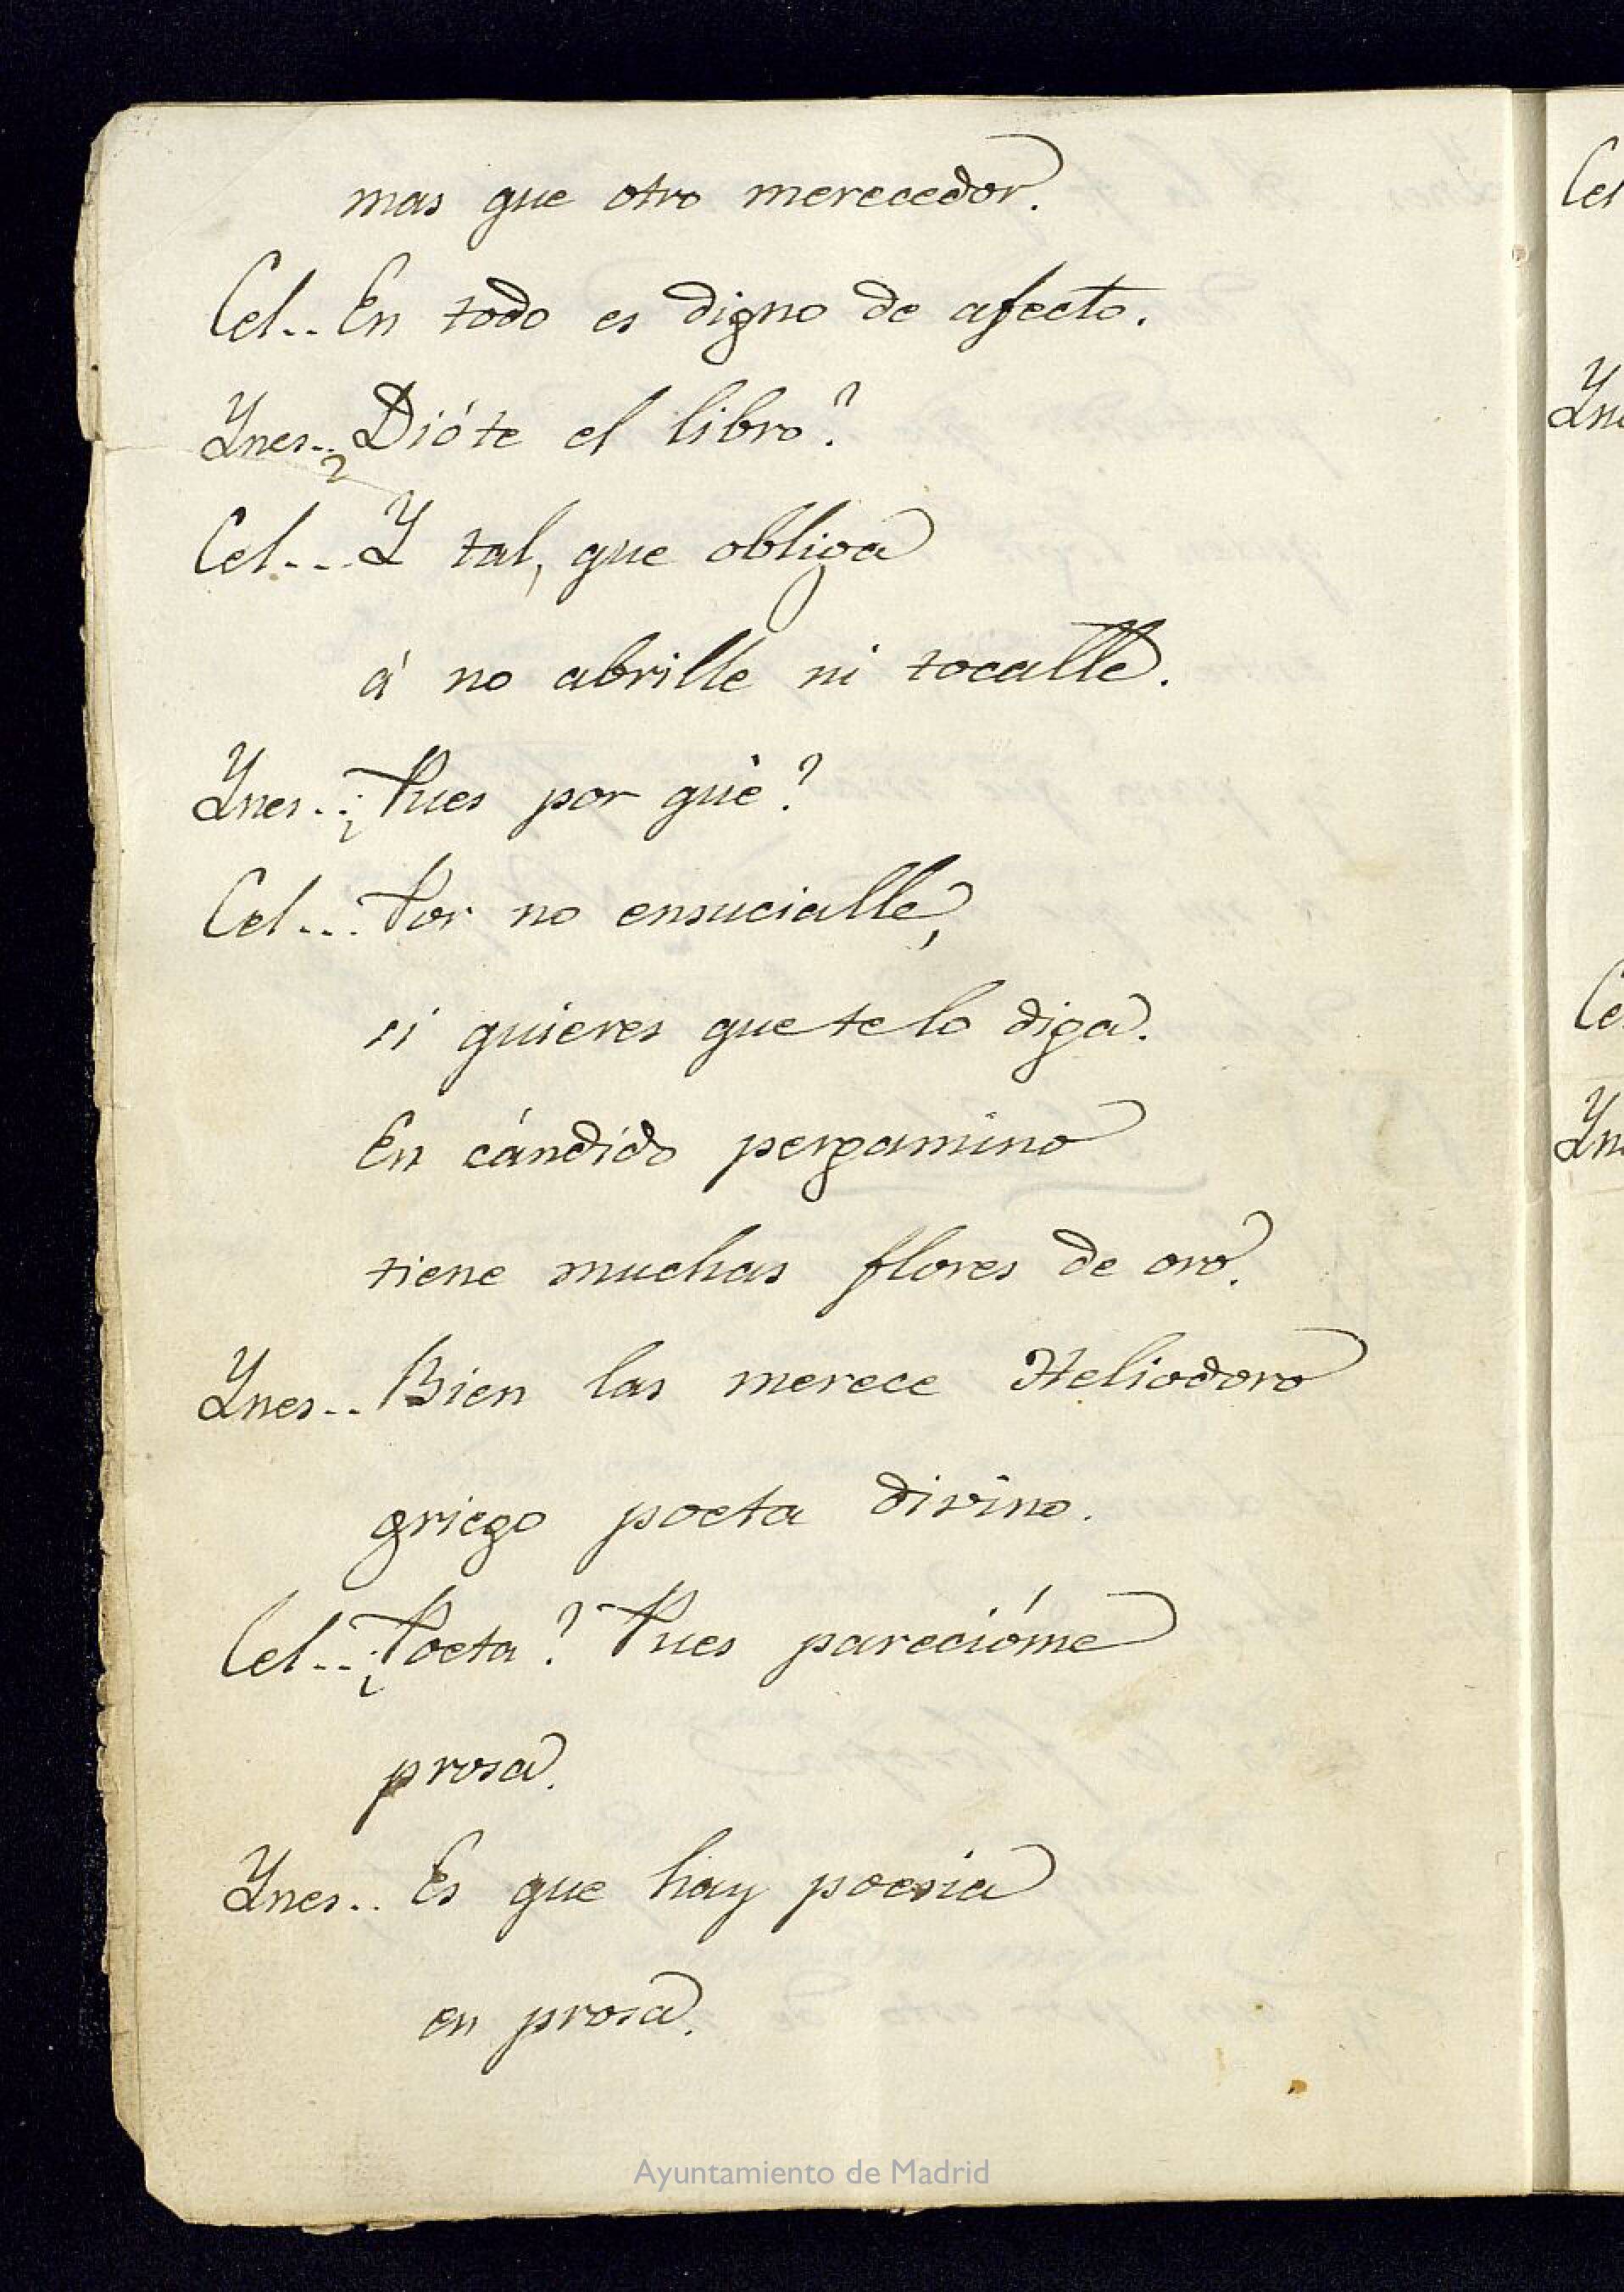 mas que otro merecedor.
Cel.. En todo es digno de afecto.
Ynes.. Dióte el libro?
Cel... Y tal, que obliga
á no abrille ni tocalle.
Ynes.. ¿Pues por qué?
Cel... Por no ensucialle,
si quieres que te lo diga.
En cándido pergamino
tiene muchas flores de oro.
Ynes.. Bien las merece Heliodoro
griego poeta divino.
Cel.. ¿Poeta? Pues parecióme
prosa.
Ynes.. Es que hay poesia
en prosa.
Ayuntamiento de Madrid
Cel
Yne
Ce
Yn